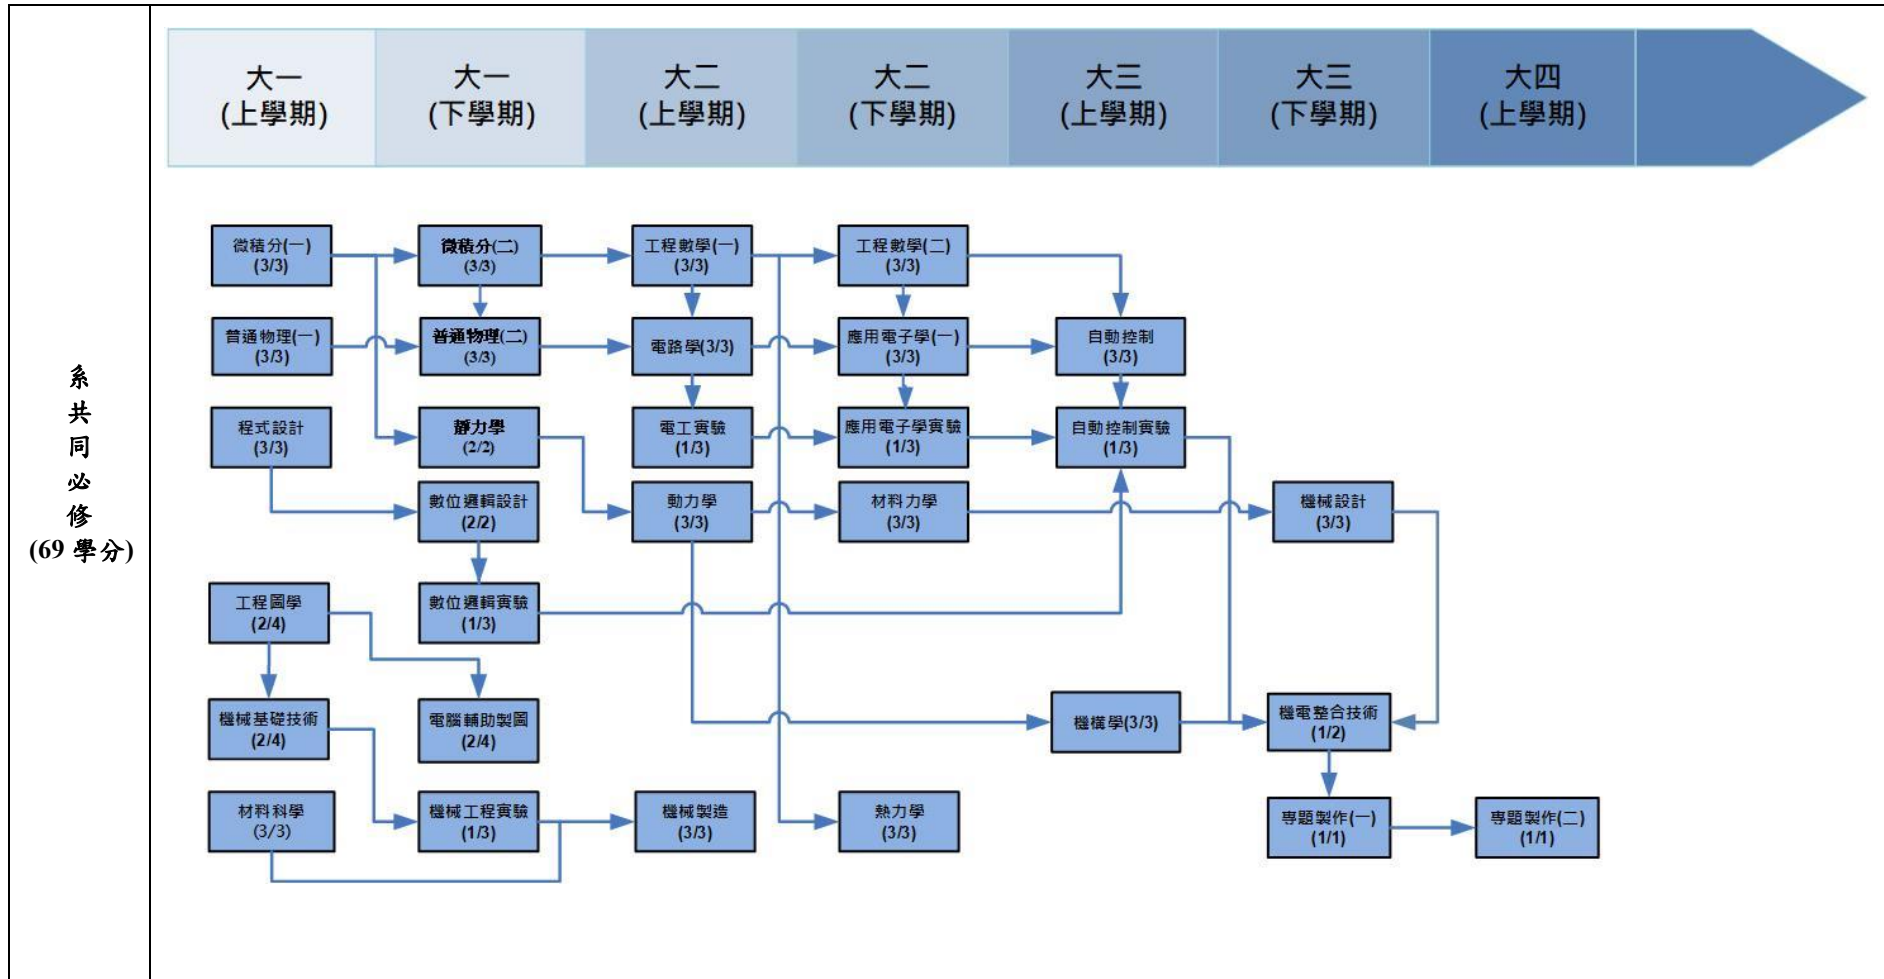 系
共
同
必
修
(69 學分)
大一
(上學期)
大一
(下學期)
大二
(上學期)
大二
(下學期)
大三
(上學期)
大三
(下學期)
大四
(上學期)
微積分(一)
(3/3)
微積分(二)
(3/3)
工程數學(一)
(3/3)
工程數學(二)
(3/3)
普通物理(一)
(3/3)
普通物理(二)
(3/3)
電路學(3/3)
應用電子學(一)
(3/3)
自動控制
(3/3)
程式設計
(3/3)
靜力學
(2/2)
電工實驗
(1/3)
應用電子學實驗
(1/3)
自動控制實驗
(1/3)
數位邏輯設計
(2/2)
動力學
(3/3)
材料力學
(3/3)
機械設計
(3/3)
工程圖學
(2/4)
數位邏輯實驗
(1/3)
機械基礎技術
(2/4)
電腦輔助製圖
(2/4)
機構學(3/3)
機電整合技術
(1/2)
材料科學
(3/3)
機械工程實驗
(1/3)
機械製造
(3/3)
熱力學
(3/3)
專題製作(一)
(1/1)
專題製作(二)
(1/1)